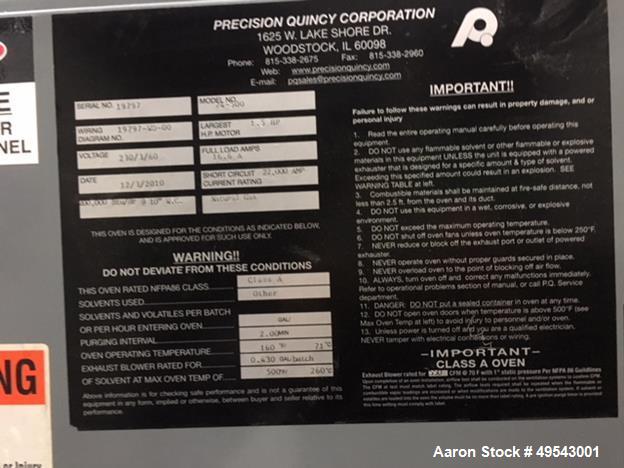 PRECISION QUINCY CORPORATION
1625 W. LAKE SHORE DR.
WOODSTOCK, IL 60098
Phone: 815-338-2675 Fax: 815-338-2960
Web: www.precisionquincy.com
E-mail: pqsales@precisionquincy.com
SERIAL NO. 19797
MODEL NO.
WIRING DIAGRAM NO. 19797-WD-00
LARGEST H.P. MOTOR 1.5 HP
VOLTAGE 230/1/60
FULL LOAD AMPS 16.6 A
DATE 12/1/2010
SHORT CIRCUIT CURRENT RATING 22,000 AMP
@ 10" W.C.
Natural Gas
THIS OVEN IS DESIGNED FOR THE CONDITIONS AS INDICATED BELOW,
AND IS APPROVED FOR SUCH USE ONLY.
WARNING!!
DO NOT DEVIATE FROM THESE CONDITIONS
THIS OVEN RATED NFPA86 CLASS Class A
SOLVENTS USED Other
SOLVENTS AND VOLATILES PER BATCH
OR PER HOUR ENTERING OVEN GAL/
PURGING INTERVAL 2.00MIN
OVEN OPERATING TEMPERATURE 160 °F 71°C
EXHAUST BLOWER RATED FOR 0.430 GAL/batch
OF SOLVENT AT MAX OVEN TEMP OF 500°F 260°C
Above information is for checking safe performance and is not a guarantee of this
equipment in any form, implied or otherwise, between buyer and seller relative to its
performance.
IMPORTANT!!
Failure to follow these warnings can result in property damage, and or
personal injury
1. Read the entire operating manual carefully before operating this
equipment.
2. DO NOT use any flammable solvent or other flammable or explosive
materials in this equipment UNLESS the unit is equipped with a powered
exhauster that is designed for a specific amount & type of solvent.
Exceeding this specified amount could result in an explosion. SEE
WARNING TABLE at left.
3. Combustible materials shall be maintained at fire-safe distance, not
less than 2.5 ft. from the oven and its duct.
4. DO NOT use this equipment in a wet, corrosive, or explosive
environment.
5. DO NOT exceed the maximum operating temperature.
6. DO NOT shut off oven fans unless oven temperature is below 250°F.
7. NEVER reduce or block off the exhaust port or outlet of powered
exhauster.
8. NEVER operate oven without proper guards secured in place.
9. NEVER overload oven to the point of blocking off air flow.
10. ALWAYS, turn oven off and correct any malfunctions immediately.
Refer to operational problems section of manual, or call P.Q. Service
department.
11. DANGER: DO NOT put a sealed container in oven at any time.
12. DO NOT open oven doors when temperature is above 500°F (see
Max Oven Temp at left) to avoid injury to personnel and/or oven.
13. Unless power is turned off and you are a qualified electrician,
NEVER tamper with electrical connections or wiring.
-IMPORTANT-
CLASS A OVEN
Exhaust Blower rated for CFM @ 70 F with 1" static pressure Per NFPA 86 Guidlines
NG
or Injury
E
R
NEL
Aaron Stock # 49543001